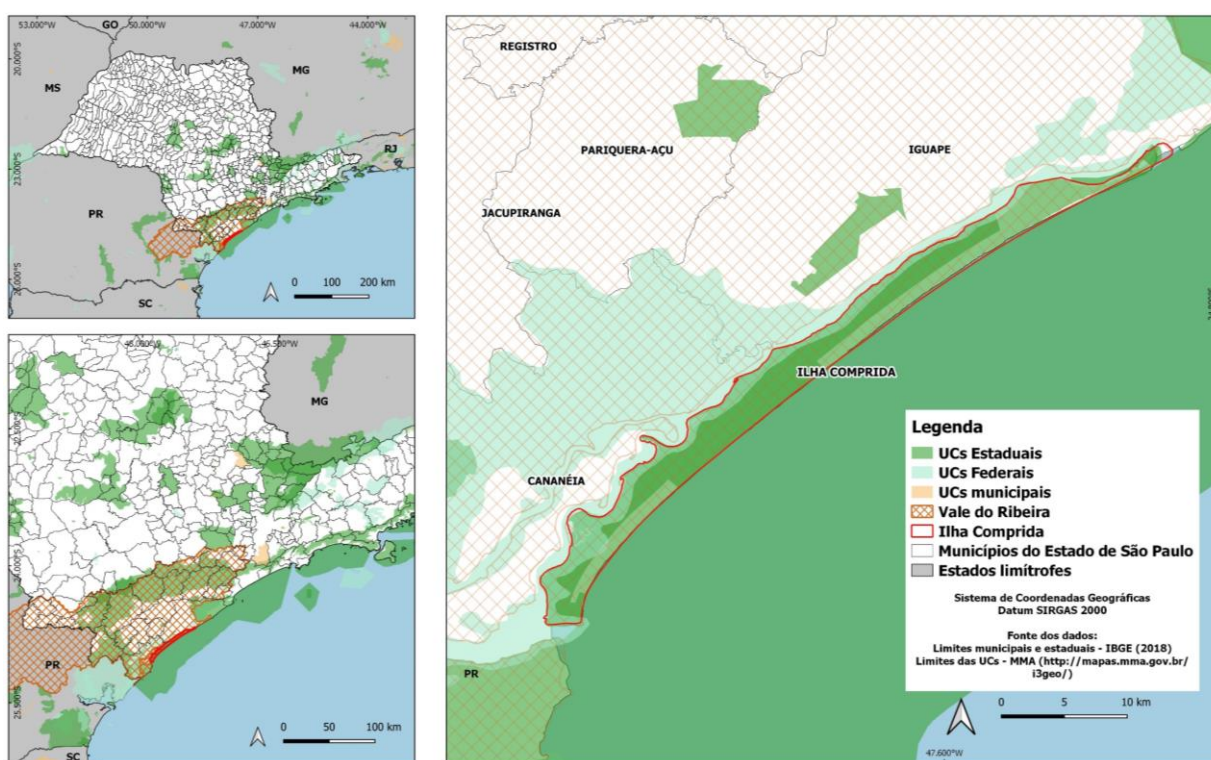 53.000°W
50.000°W
47.000°W
44.000°W
GO
20.000°S
MS
MG
RJ
23.000°S
PR
SC
0 100 200 km
MG
PR
25.900°S
0 50 100 km
SC
REGISTRO
PARIQUERA-AÇU
IGUAPE
JACUPIRANGA
ILHA COMPRIDA
CANANÉIA
PR
Legenda
UCs Estaduais
UCs Federais
UCs municipais
Vale do Ribeira
Ilha Comprida
Municípios do Estado de São Paulo
Estados limítrofes
Sistema de Coordenadas Geográficas
Datum SIRGAS 2000
Fonte dos dados:
Limites municipais e estaduais - IBGE (2018)
Limites das UCs - MMA (http://mapas.mma.gov.br/
i3geo/)
0 5 10 km
47.600°W